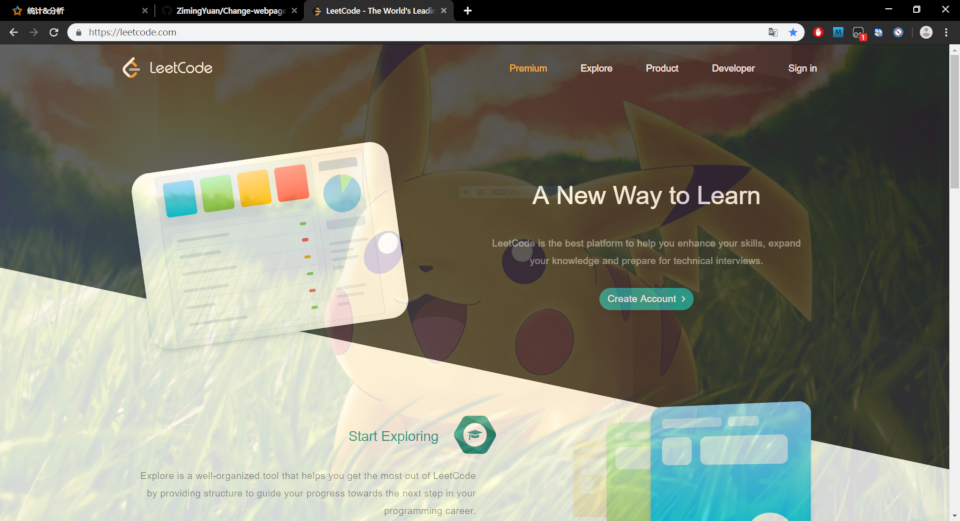 统计&分析
ZimingYuan/Change-webpage
LeetCode - The World's Leadi
https://leetcode.com
1
LeetCode
Premium
Explore
Product
Developer
Sign in
A New Way to Learn
LeetCode is the best platform to help you enhance your skills, expand
your knowledge and prepare for technical interviews.
Create Account
Start Exploring
Explore is a well-organized tool that helps you get the most out of LeetCode
by providing structure to guide your progress towards the next step in your
programming career.